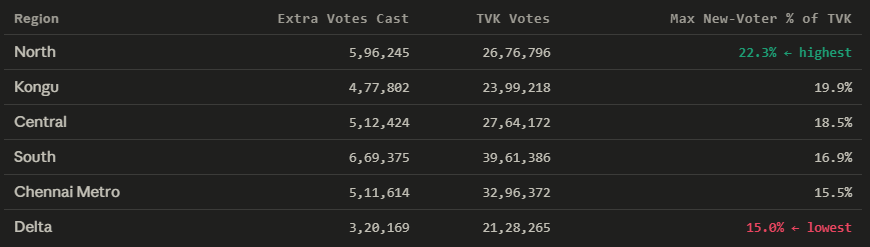 Region Extra Votes Cast TVK Votes Max New-Voter % of TVK
North 5,96,245 26,76,796 22.3% ← highest
Kongu 4,77,802 23,99,218 19.9%
Central 5,12,424 27,64,172 18.5%
South 6,69,375 39,61,386 16.9%
Chennai Metro 5,11,614 32,96,372 15.5%
Delta 3,20,169 21,28,265 15.0% ← lowest